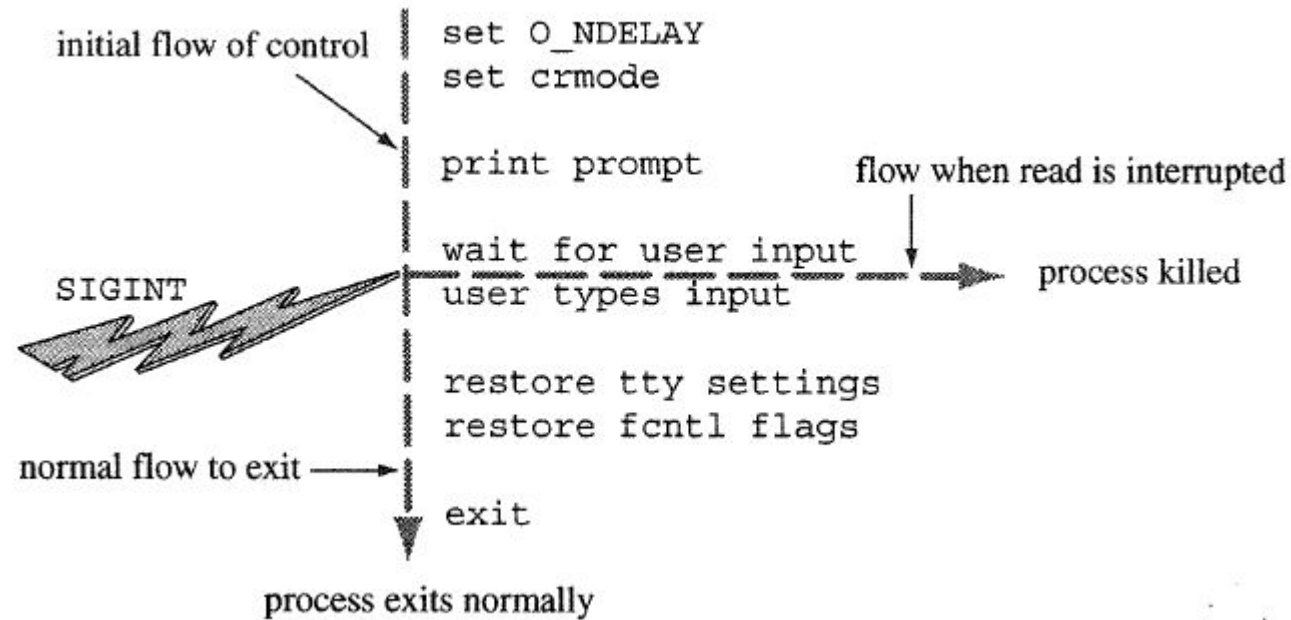 initial flow of control
set O_NDELAY
set crmode
print prompt
flow when read is interrupted
wait for user input
process killed
SIGINT
user types input
restore tty settings
restore fcntl flags
normal flow to exit
exit
process exits normally